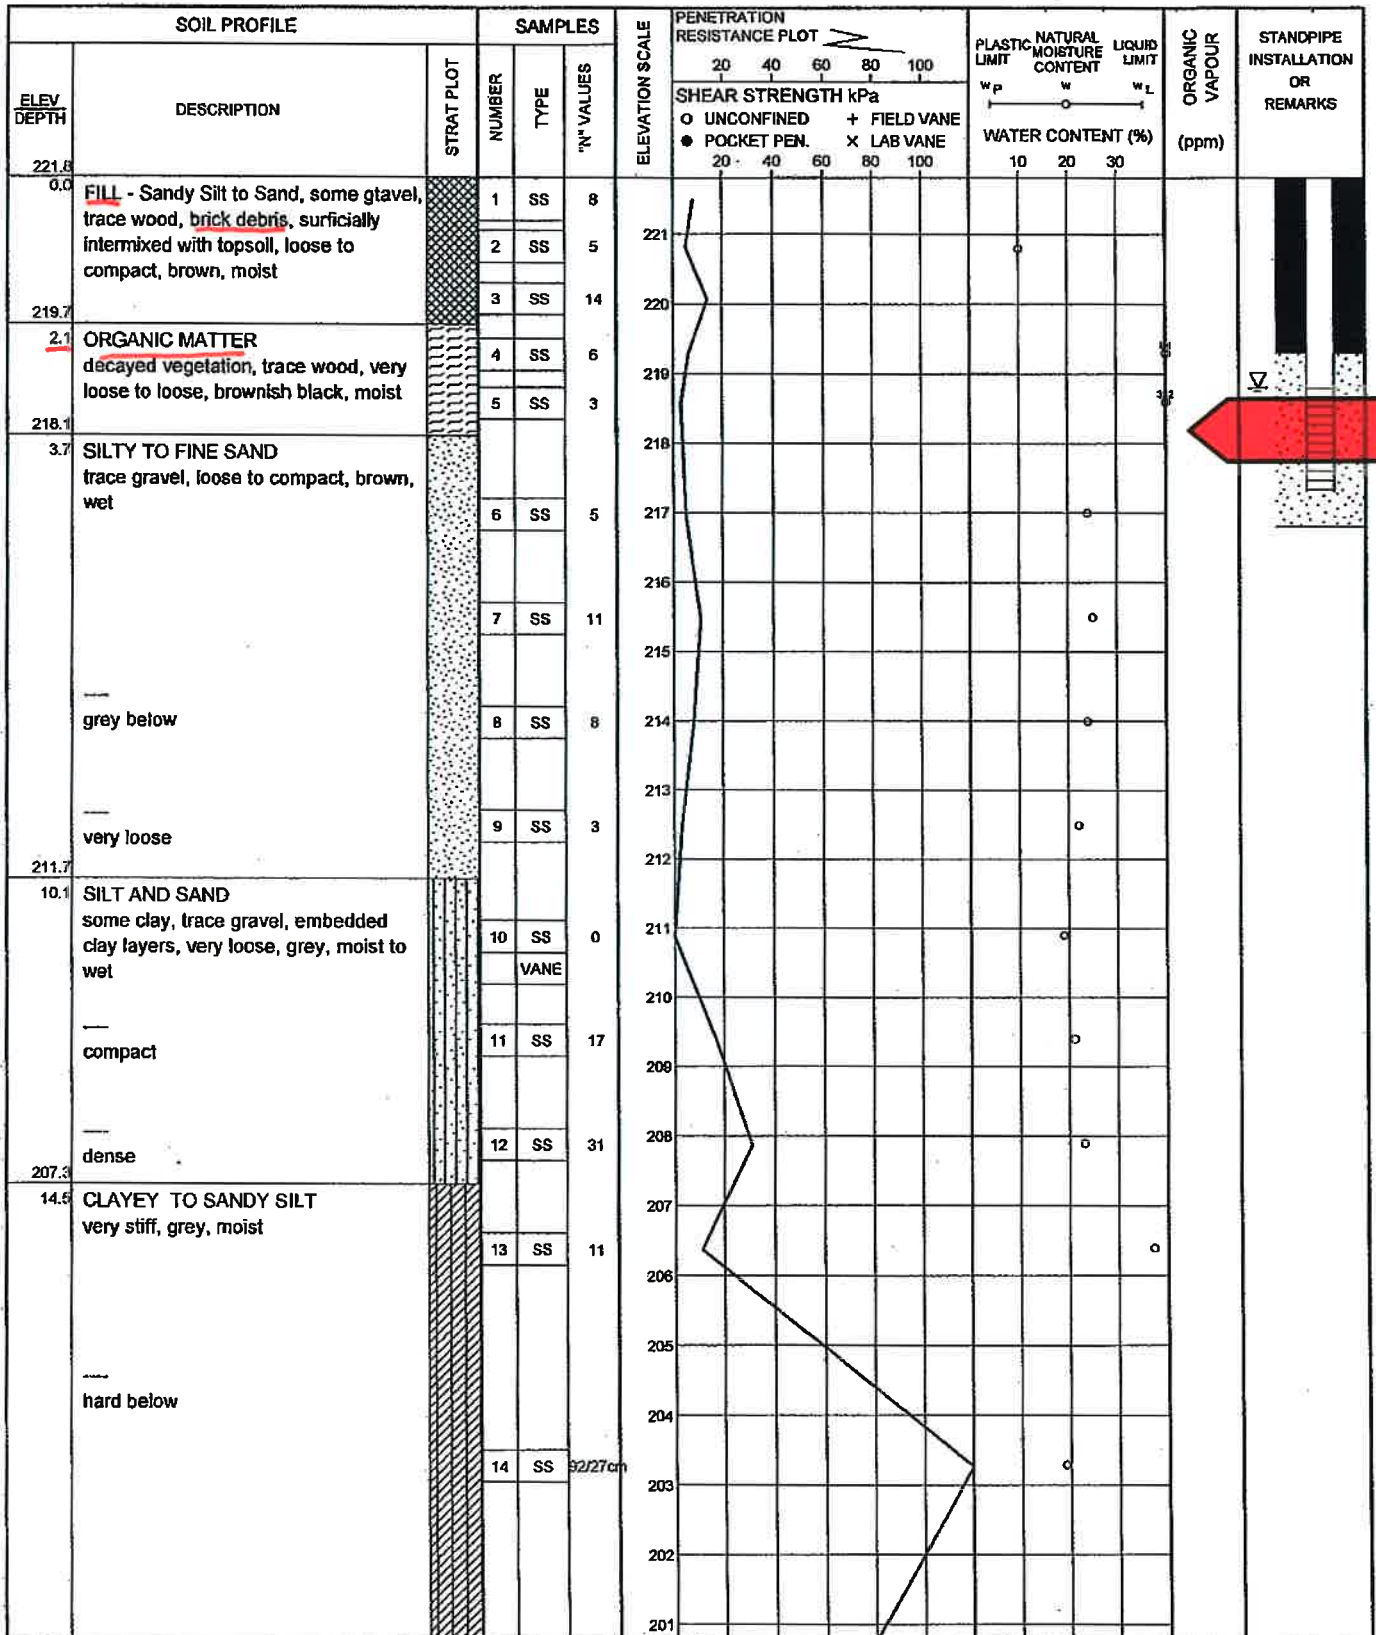 SOIL PROFILE
SAMPLES
ELEV
DEPTH
DESCRIPTION
STRAT PLOT
NUMBER
TYPE
"N" VALUES
ELEVATION SCALE
PENETRATION
RESISTANCE PLOT
20 40 60 80 100
SHEAR STRENGTH kPa
O UNCONFINED + FIELD VANE
● POCKET PEN. × LAB VANE
20 40 60 80 100
PLASTIC LIMIT
NATURAL MOISTURE CONTENT
LIQUID LIMIT
wP w wL
WATER CONTENT (%)
10 20 30
ORGANIC VAPOUR
(ppm)
STANDPIPE
INSTALLATION
OR
REMARKS
221.8
0.0
FILL - Sandy Silt to Sand, some gtavel,
trace wood, brick debris, surficially
intermixed with topsoil, loose to
compact, brown, moist
1 SS 8
2 SS 5
3 SS 14
219.7
2.1
ORGANIC MATTER
decayed vegetation, trace wood, very
loose to loose, brownish black, moist
4 SS 6
5 SS 3
218.1
3.7
SILTY TO FINE SAND
trace gravel, loose to compact, brown,
wet
6 SS 5
7 SS 11
grey below
8 SS 8
very loose
9 SS 3
211.7
10.1
SILT AND SAND
some clay, trace gravel, embedded
clay layers, very loose, grey, moist to
wet
10 SS 0
VANE
compact
11 SS 17
dense
12 SS 31
207.3
14.5
CLAYEY TO SANDY SILT
very stiff, grey, moist
13 SS 11
hard below
14 SS 92/27cm
221
220
219
218
217
216
215
214
213
212
211
210
209
208
207
206
205
204
203
202
201